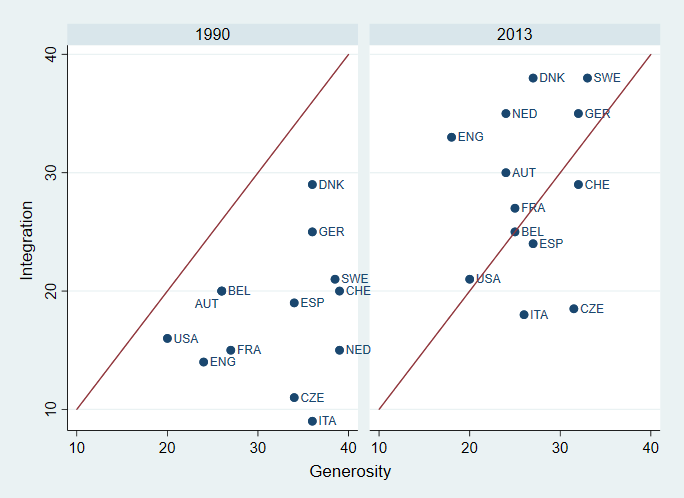 1990
2013
Integration
40
30
20
10
DNK
GER
SWE
CHE
BEL
AUT
ESP
USA
FRA
ENG
NED
CZE
ITA
DNK
SWE
NED
GER
ENG
AUT
CHE
FRA
BEL
ESP
USA
CZE
ITA
10 20 30 40
10 20 30 40
Generosity